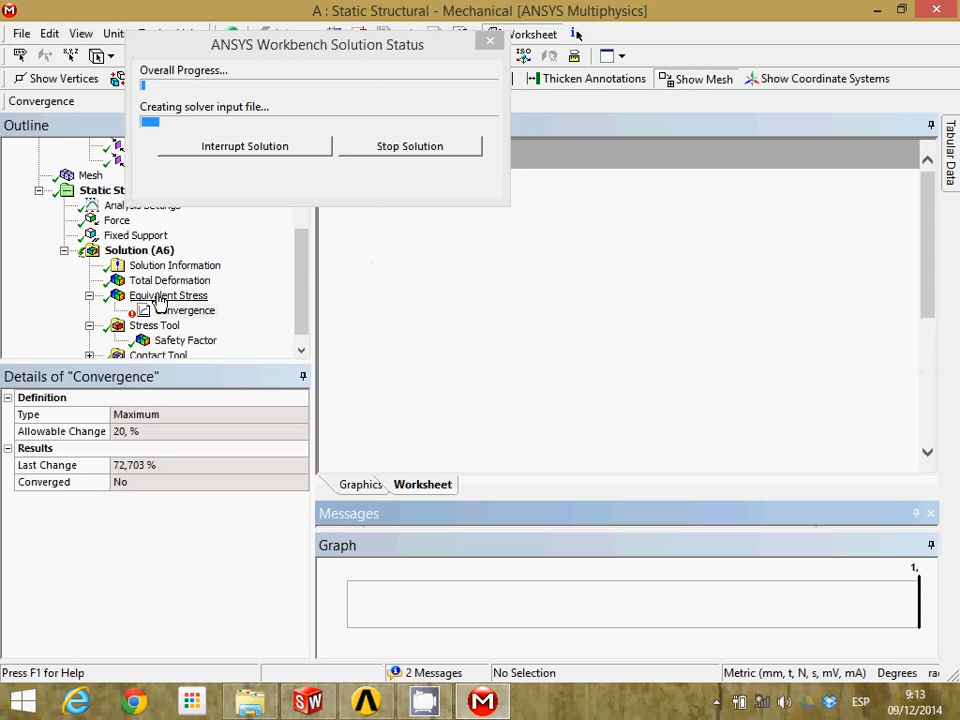 A : Static Structural - Mechanical [ANSYS Multiphysics]
File Edit View Worksheet
ANSYS Workbench Solution Status
Overall Progress...
Creating solver input file...
Interrupt Solution Stop Solution
Show Vertices Thicken Annotations Show Mesh Show Coordinate Systems
Convergence
Outline
Tabular Data
Mesh
Static St
Analysis Settings
Force
Fixed Support
Solution (A6)
Solution Information
Total Deformation
Equivalent Stress
Convergence
Stress Tool
Safety Factor
Contact Tool
Details of "Convergence"
Definition
Type Maximum
Allowable Change 20, %
Results
Last Change 72,703 %
Converged No
Graphics Worksheet
Messages
Graph
1,
Press F1 for Help 2 Messages No Selection Metric (mm, t, N, s, mV, mA) Degrees
ESP
9:13
09/12/2014